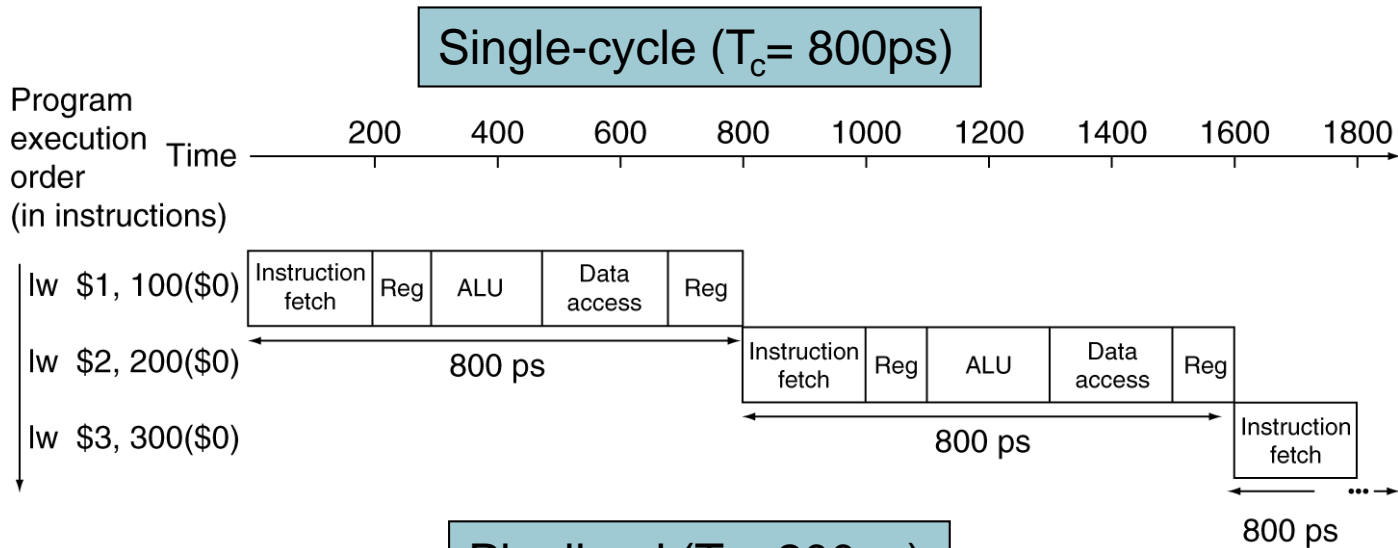 Single-cycle (Tc= 800ps)
Program
execution
order
(in instructions)
Time
200 400 600 800 1000 1200 1400 1600 1800
lw $1, 100($0)
Instruction
fetch
Reg
ALU
Data
access
Reg
800 ps
lw $2, 200($0)
Instruction
fetch
Reg
ALU
Data
access
Reg
800 ps
lw $3, 300($0)
Instruction
fetch
...
800 ps